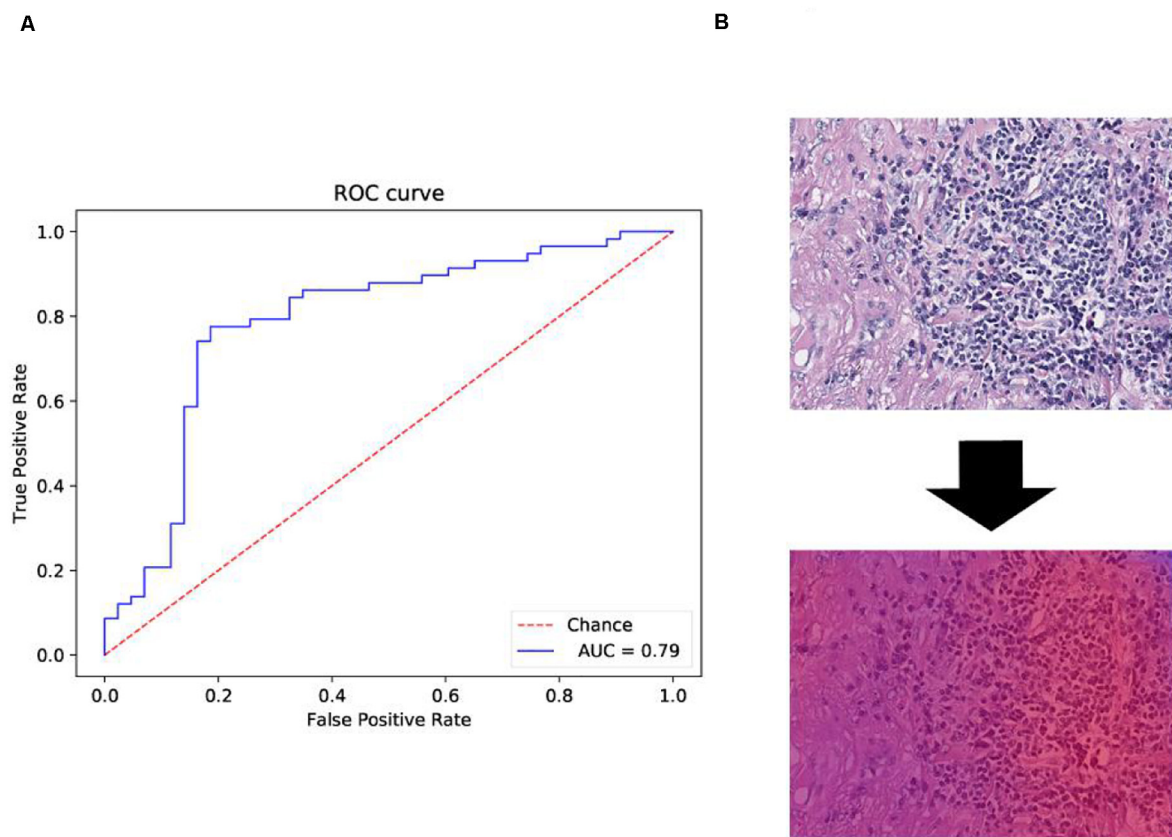 A
B
ROC curve
1.0
0.8
0.6
0.4
0.2
0.0
True Positive Rate
0.0 0.2 0.4 0.6 0.8 1.0
False Positive Rate
Chance
AUC = 0.79